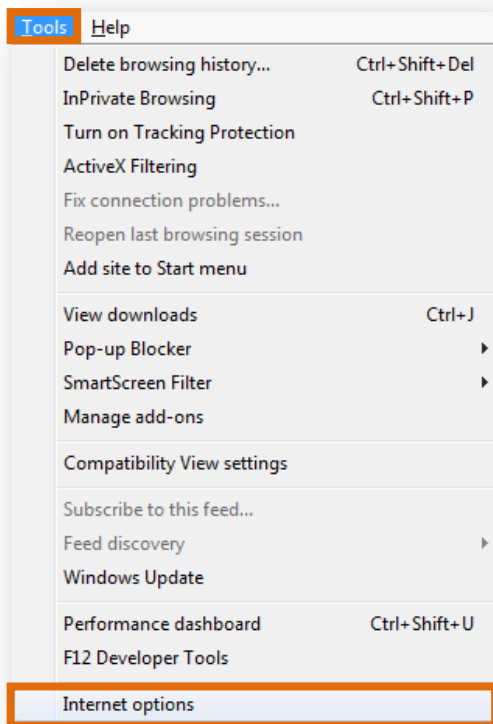 Tools Help
Delete browsing history... Ctrl+Shift+Del
InPrivate Browsing Ctrl+Shift+P
Turn on Tracking Protection
ActiveX Filtering
Fix connection problems...
Reopen last browsing session
Add site to Start menu
View downloads Ctrl+J
Pop-up Blocker
SmartScreen Filter
Manage add-ons
Compatibility View settings
Subscribe to this feed...
Feed discovery
Windows Update
Performance dashboard Ctrl+Shift+U
F12 Developer Tools
Internet options